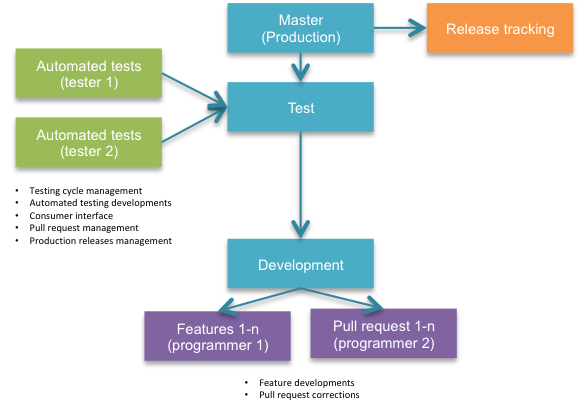 Master
(Production)
Release tracking
Automated tests
(tester 1)
Test
Automated tests
(tester 2)
• Testing cycle management
• Automated testing developments
• Consumer interface
• Pull request management
• Production releases management
Development
Features 1-n
(programmer 1)
Pull request 1-n
(programmer 2)
• Feature developments
• Pull request corrections